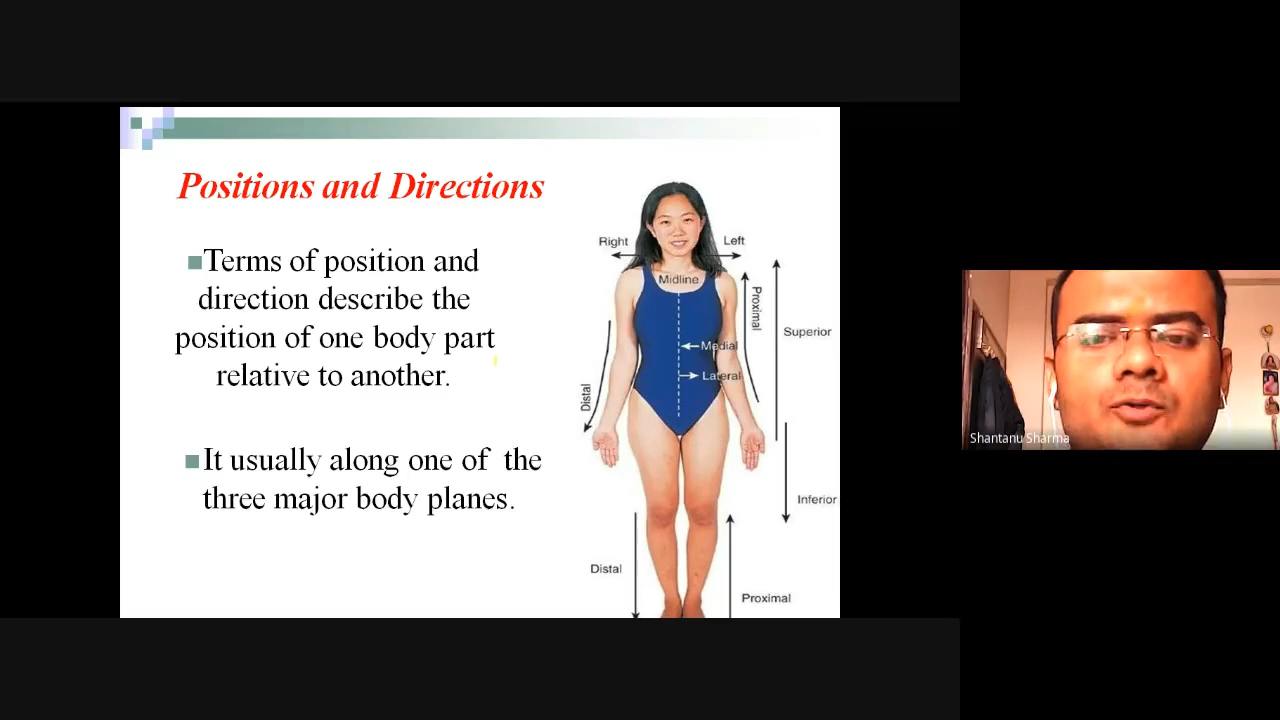 Positions and Directions
Terms of position and
direction describe the
position of one body part
relative to another.
It usually along one of the
three major body planes.
Right
Left
Midline
Proximal
Superior
Medial
Lateral
Distal
Inferior
Distal
Proximal
Shantanu Sharma